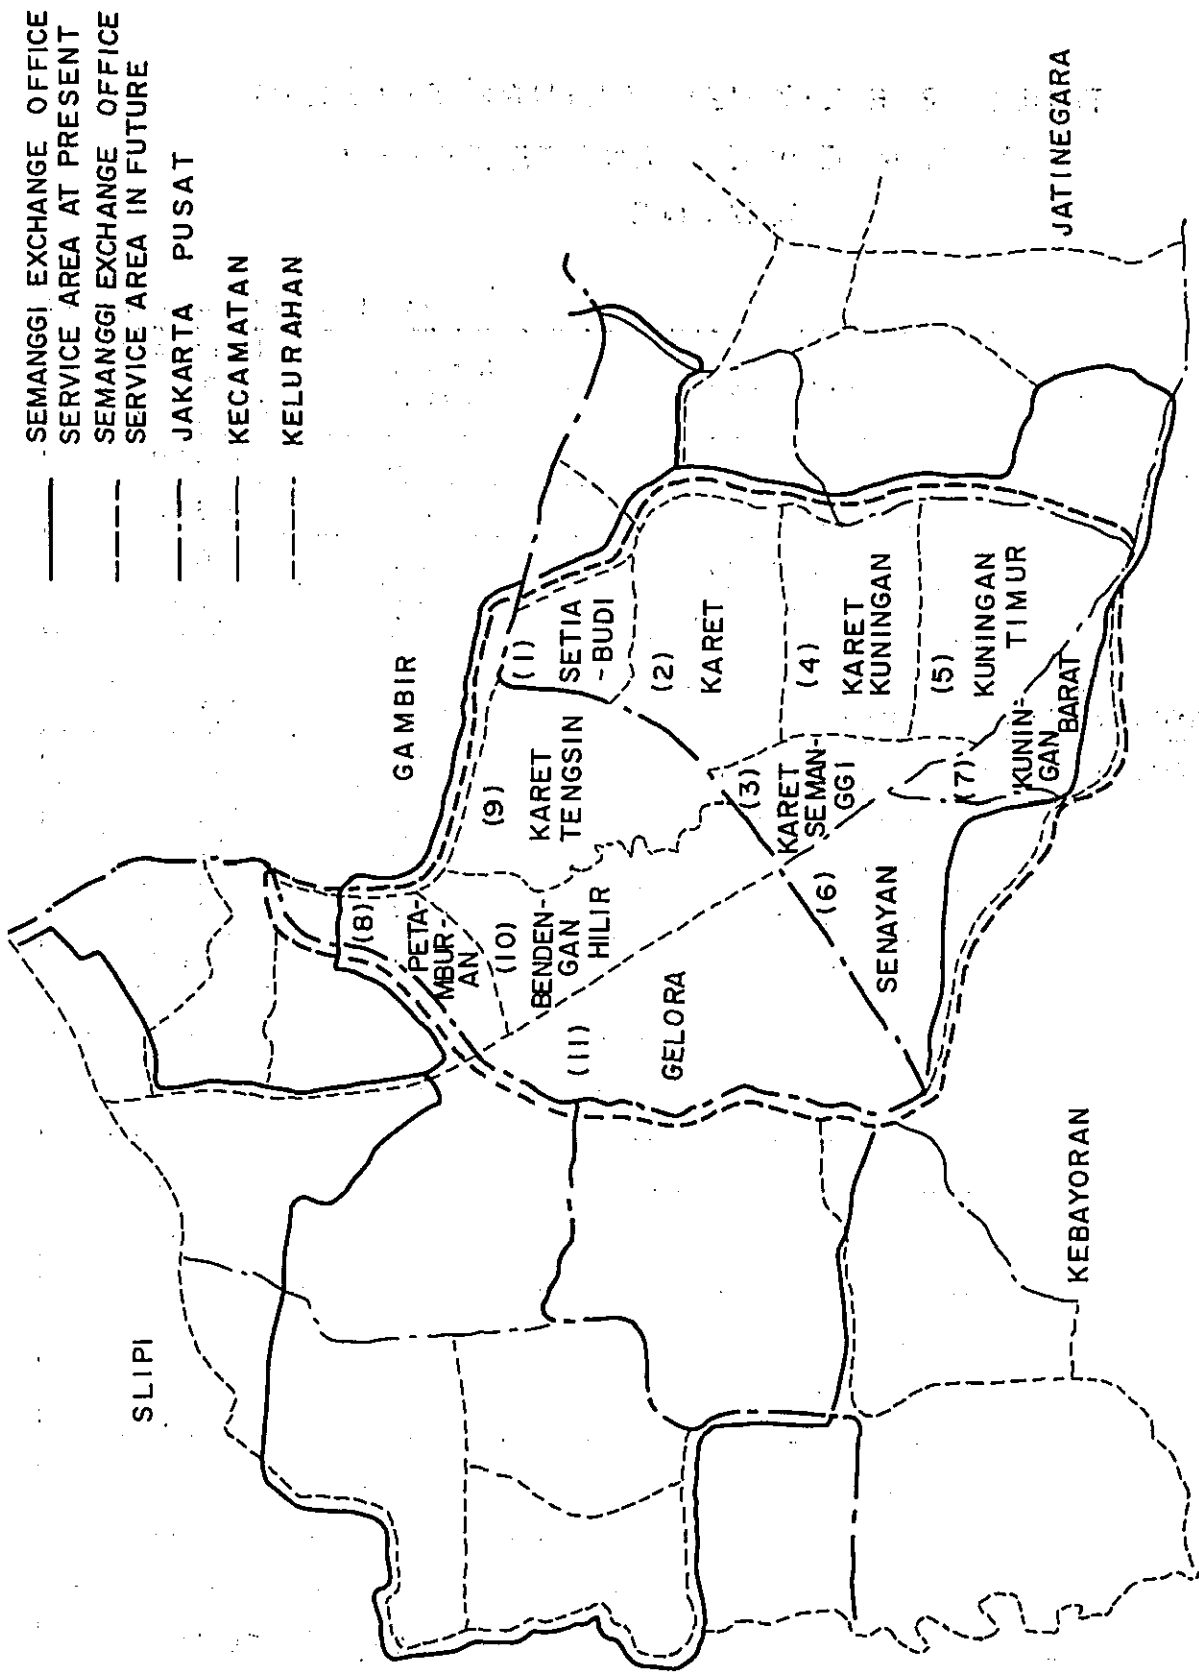 SEMANGGI EXCHANGE OFFICE
SERVICE AREA AT PRESENT
SEMANGGI EXCHANGE OFFICE
SERVICE AREA IN FUTURE
JAKARTA PUSAT
KECAMATAN
KELURAHAN
SLIPI
GAMBIR
JATINEGARA
KEBAYORAN
(1)
SETIA
-BUDI
(2)
KARET
(3)
KARET
SEMAN-
GGI
(4)
KARET
KUNINGAN
(5)
KUNINGAN
TIMUR
(6)
SENAYAN
(7)
KUNIN-
GAN
BARAT
(8)
PETA-
MBUR-
AN
(9)
KARET
TENGSIN
(10)
BENDEN-
GAN
HILIR
(11)
GELORA